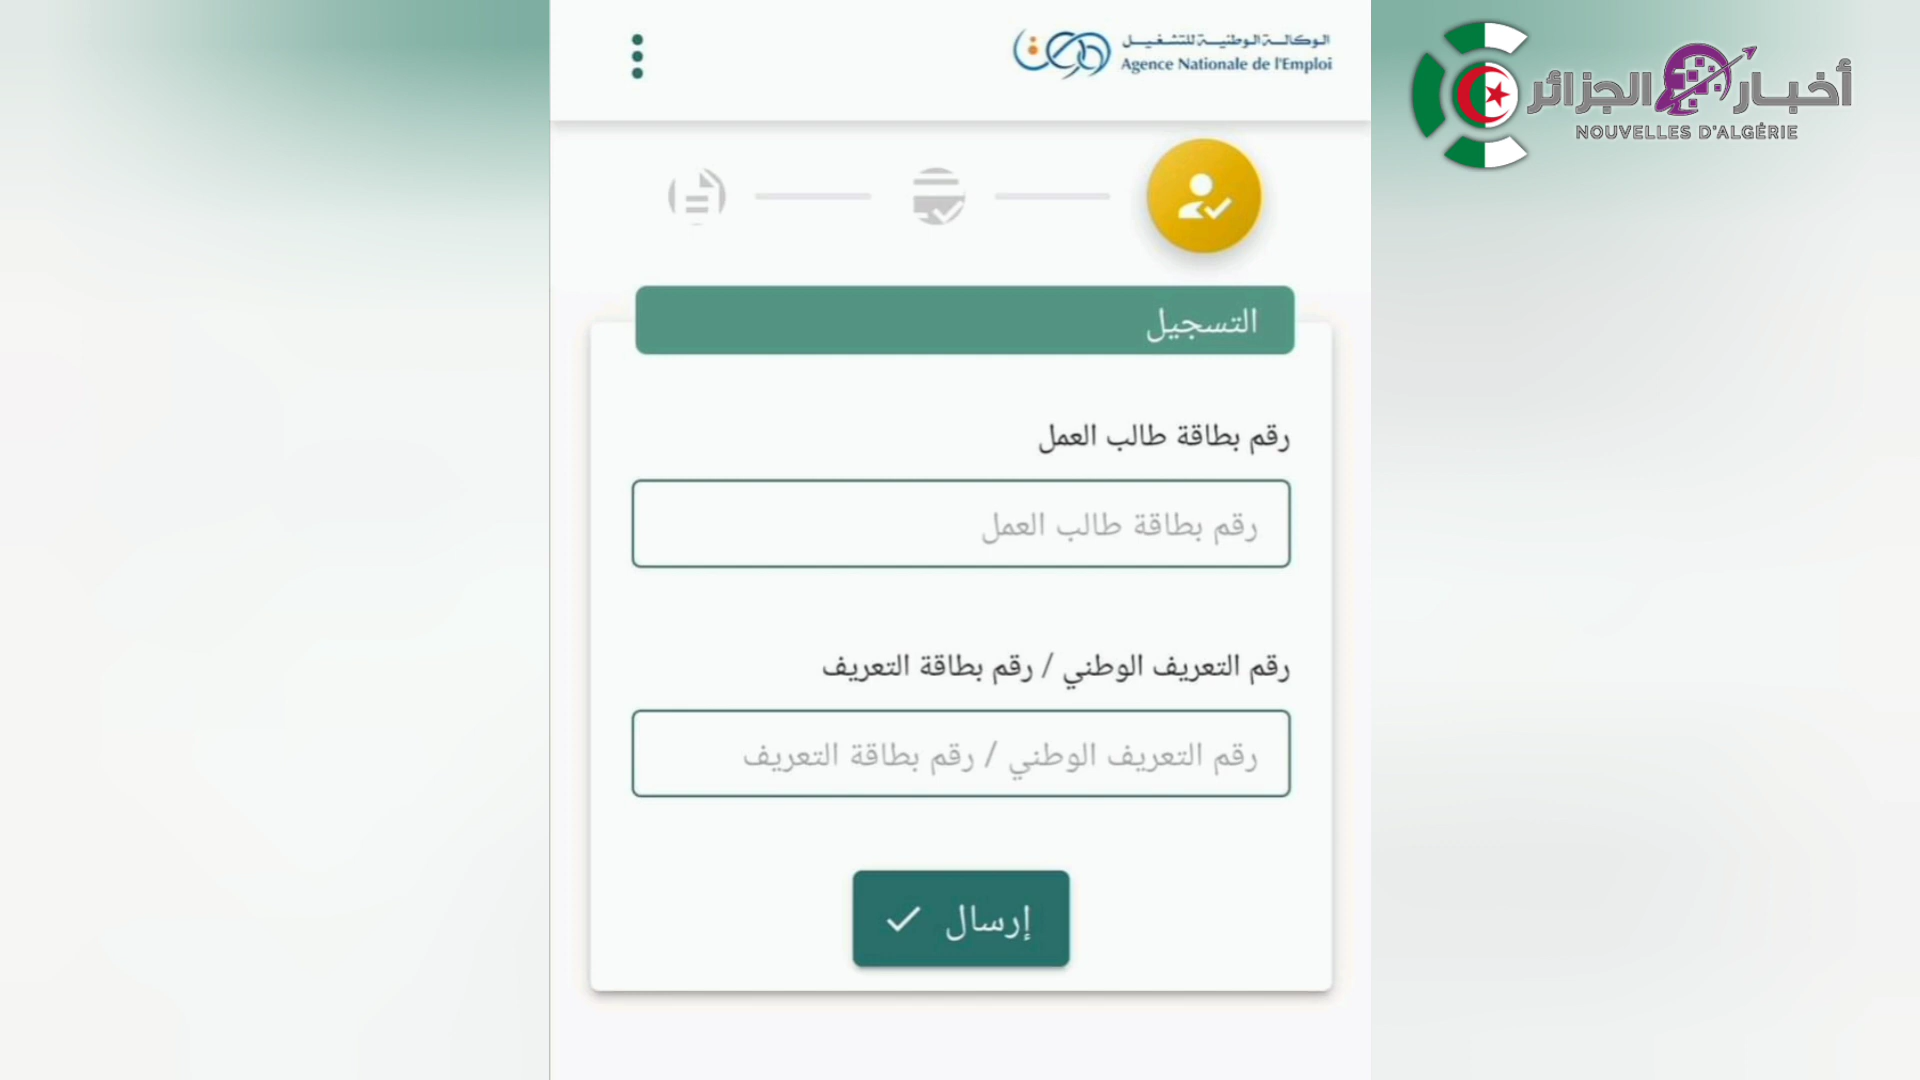 الوكالة الوطنية للتشغيل
Agence Nationale de l'Emploi
أخبار الجزائر
NOUVELLES D'ALGÉRIE
التسجيل
رقم بطاقة طالب العمل
رقم بطاقة طالب العمل
رقم التعريف الوطني / رقم بطاقة التعريف
رقم التعريف الوطني / رقم بطاقة التعريف
إرسال